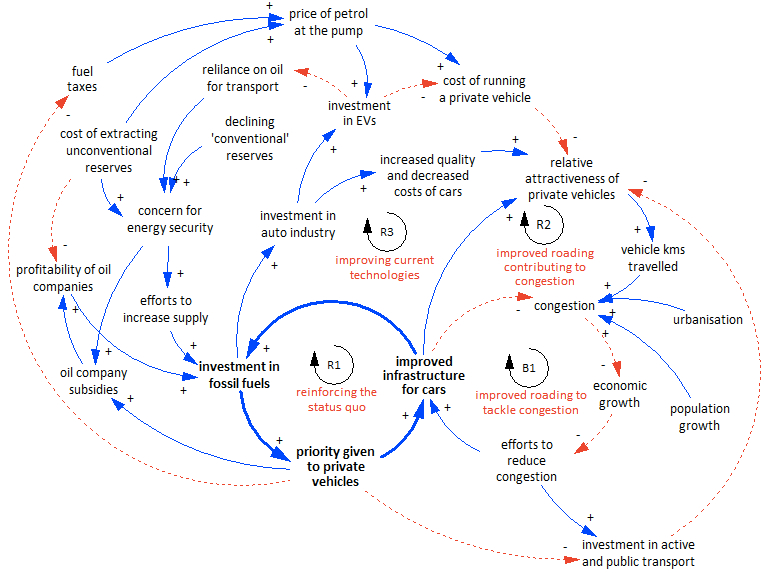 price of petrol
at the pump
fuel
taxes
relilance on oil
for transport
cost of running
a private vehicle
investment
in EVs
cost of extracting
unconventional
reserves
declining
'conventional'
reserves
increased quality
and decreased
costs of cars
relative
attractiveness of
private vehicles
concern for
energy security
investment in
auto industry
R3
improving current
technologies
R2
improved roading
contributing to
congestion
vehicle kms
travelled
profitability of oil
companies
efforts to
increase supply
congestion
urbanisation
oil company
subsidies
investment in
fossil fuels
R1
reinforcing the
status quo
improved
infrastructure
for cars
B1
improved roading to
tackle congestion
economic
growth
population
growth
priority given
to private
vehicles
efforts to
reduce
congestion
investment in active
and public transport